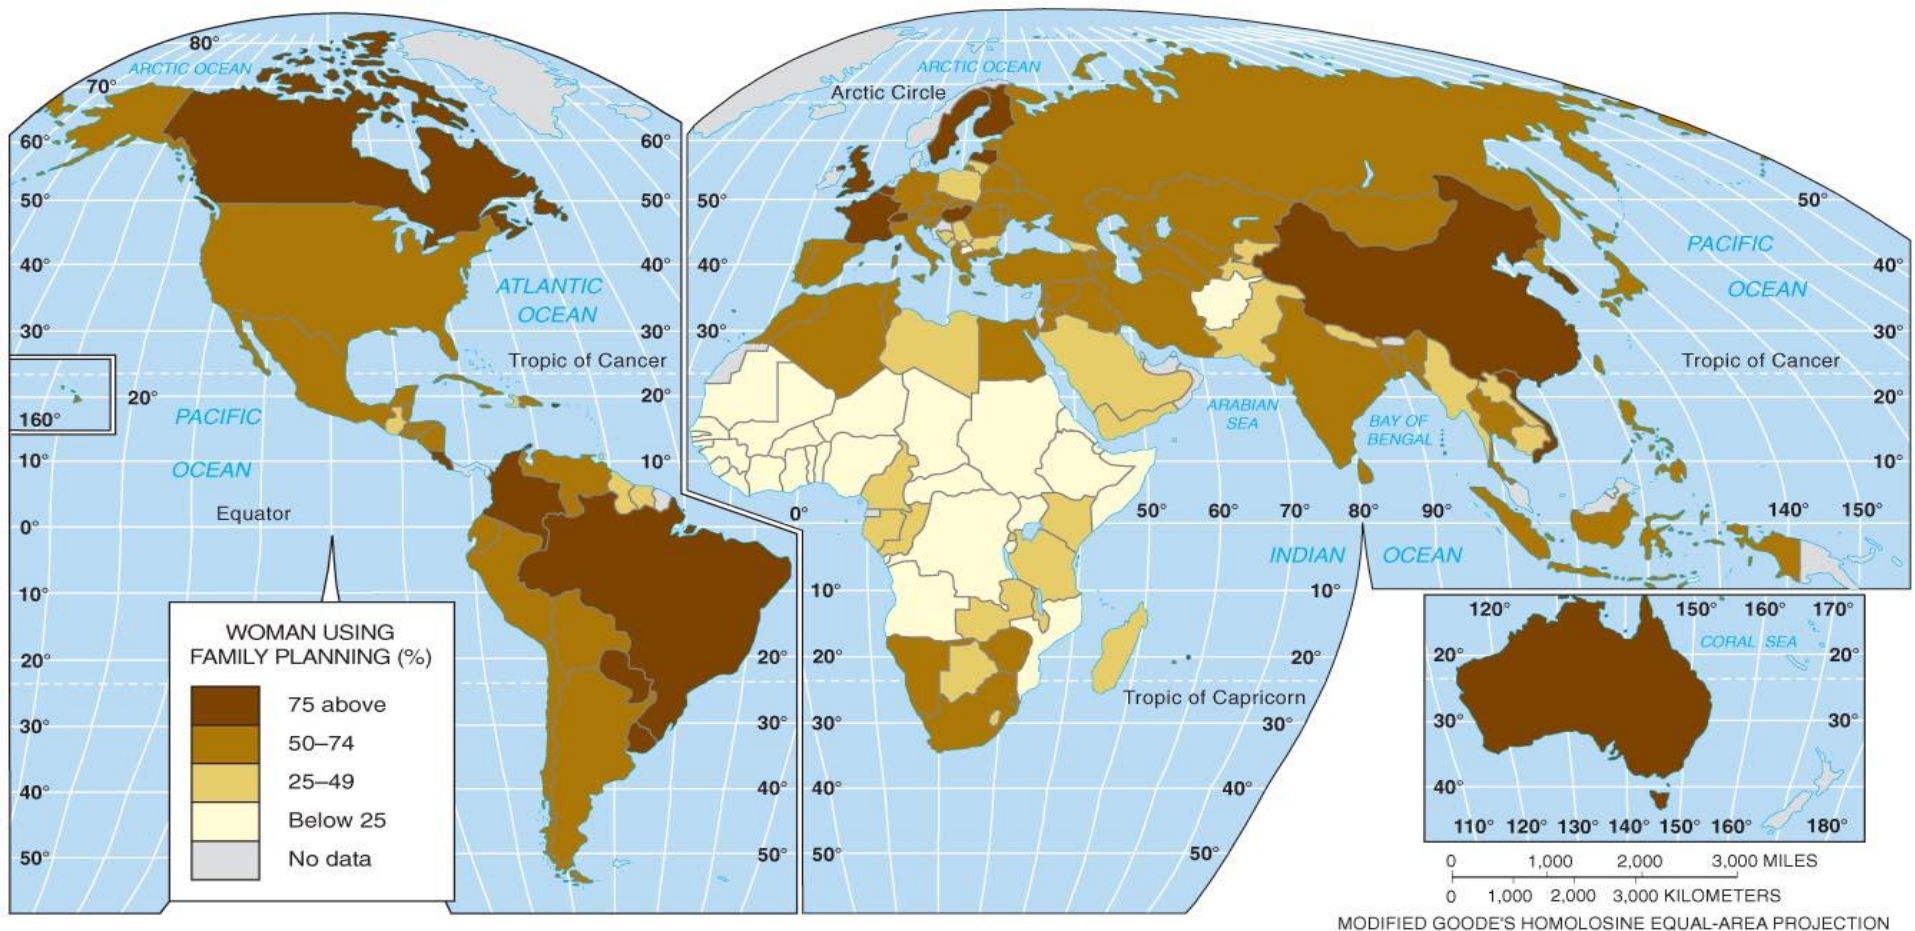 80°
ARCTIC OCEAN
70°
60°
60°
50°
50°
40°
40°
ATLANTIC
OCEAN
30°
30°
Tropic of Cancer
20°
20°
160°
PACIFIC
OCEAN
10°
10°
Equator
0°
10°
20°
20°
30°
30°
40°
40°
50°
50°
WOMAN USING
FAMILY PLANNING (%)
75 above
50–74
25–49
Below 25
No data
ARCTIC OCEAN
Arctic Circle
50°
50°
40°
40°
PACIFIC
OCEAN
30°
30°
Tropic of Cancer
20°
ARABIAN
SEA
BAY OF
BENGAL
10°
0°
50°
60°
70°
80°
90°
140°
150°
INDIAN
OCEAN
10°
10°
20°
20°
Tropic of Capricorn
30°
30°
40°
40°
50°
50°
120°
150°
160°
170°
CORAL SEA
20°
20°
30°
30°
40°
110°
120°
130°
140°
150°
160°
180°
0 1,000 2,000 3,000 MILES
0 1,000 2,000 3,000 KILOMETERS
MODIFIED GOODE'S HOMOLOSINE EQUAL-AREA PROJECTION